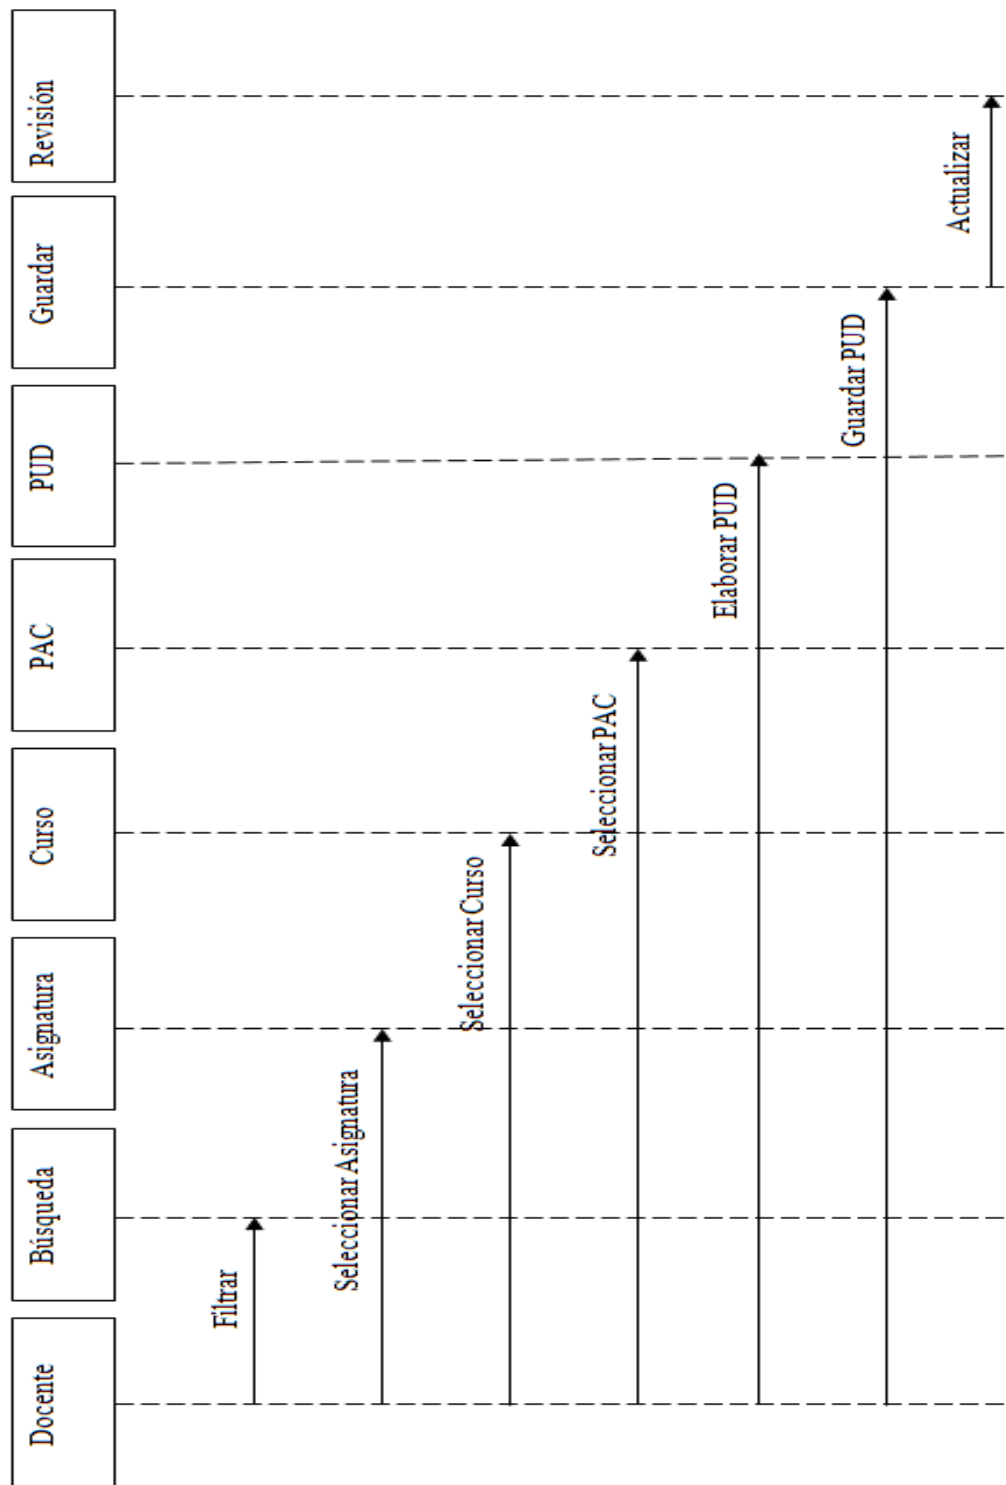 Docente
Búsqueda
Asignatura
Curso
PAC
PUD
Guardar
Revisión
Filtrar
Seleccionar Asignatura
Seleccionar Curso
Seleccionar PAC
Elaborar PUD
Guardar PUD
Actualizar